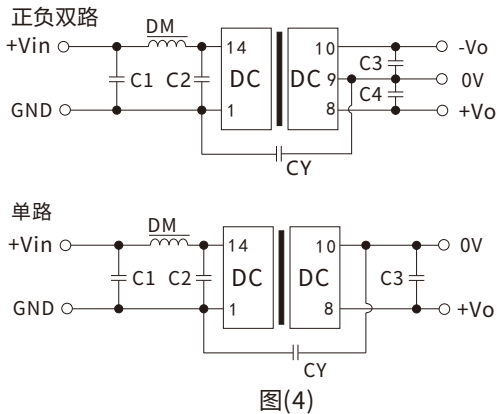 正负双路
DM
+Vin 14 10 -Vo
C3
C1 C2 DC DC 9 0V
C4
GND 1 8 +Vo
CY
单路
DM
+Vin 14 10 0V
C1 C2 DC DC C3
GND 1 8 +Vo
CY
图(4)